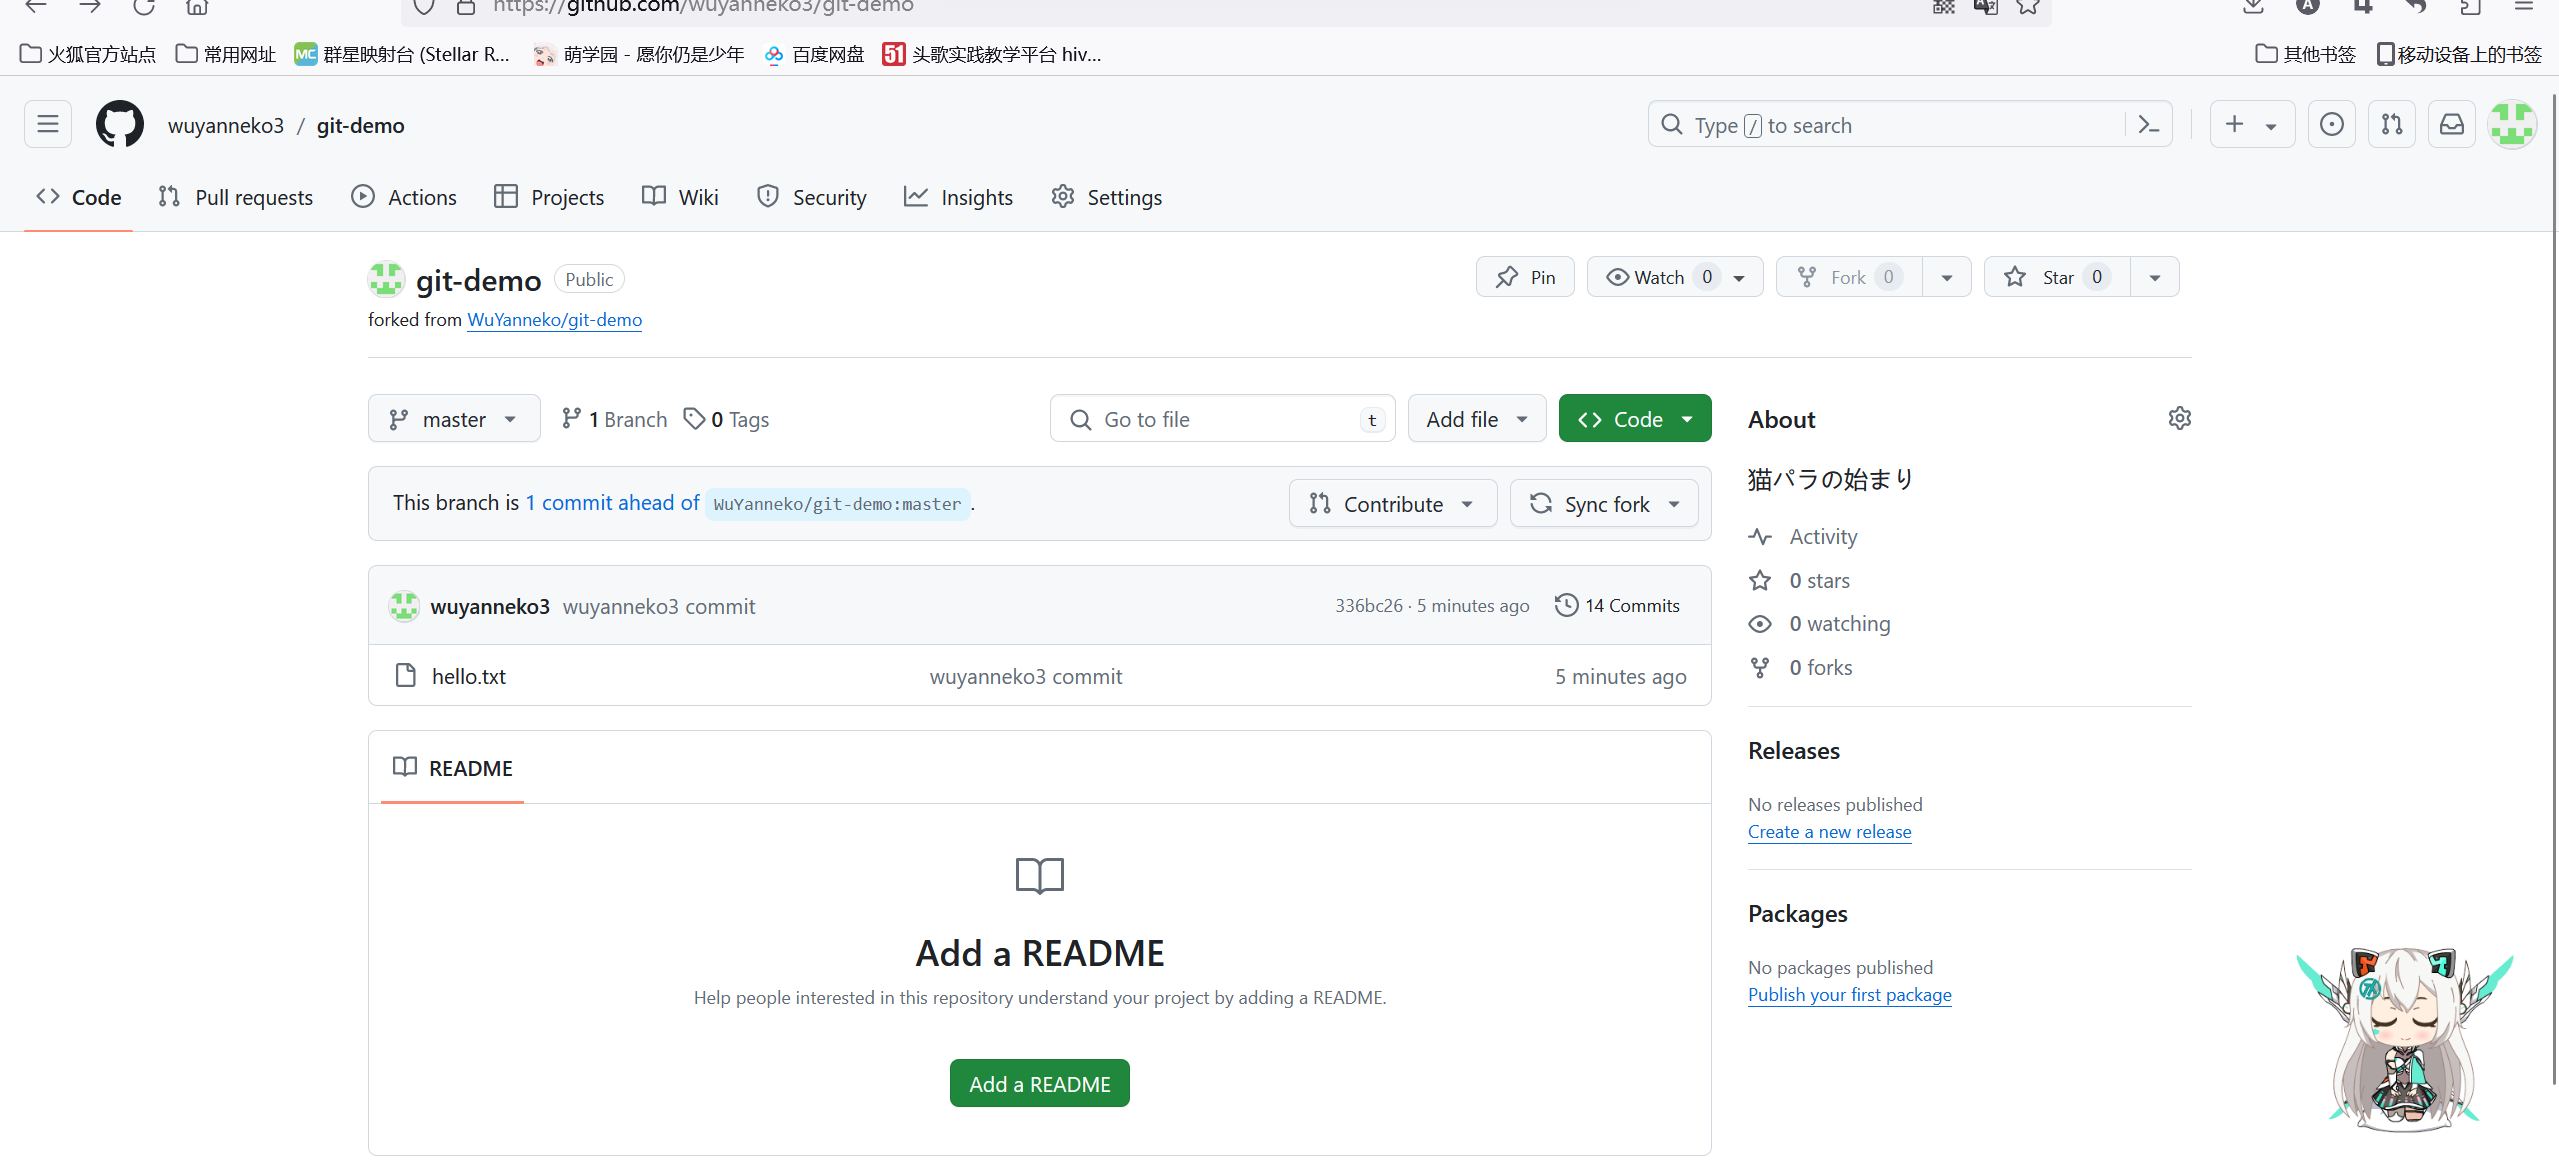 https://github.com/wuyanneko3/git-demo
火狐官方站点 常用网址 MC 群星映射台 (Stellar R... 萌学园 - 愿你仍是少年 百度网盘 51 头歌实践教学平台 hiv... 其他书签 移动设备上的书签
wuyanneko3 / git-demo Type / to search
Code Pull requests Actions Projects Wiki Security Insights Settings
git-demo Public Pin Watch 0 Fork 0 Star 0
forked from WuYanneko/git-demo
master 1 Branch 0 Tags Go to file t Add file Code
This branch is 1 commit ahead of WuYanneko/git-demo:master. Contribute Sync fork
wuyanneko3 wuyanneko3 commit 336bc26 · 5 minutes ago 14 Commits
hello.txt wuyanneko3 commit 5 minutes ago
README
Add a README
Help people interested in this repository understand your project by adding a README.
Add a README
About
猫パラの始まり
Activity
0 stars
0 watching
0 forks
Releases
No releases published
Create a new release
Packages
No packages published
Publish your first package